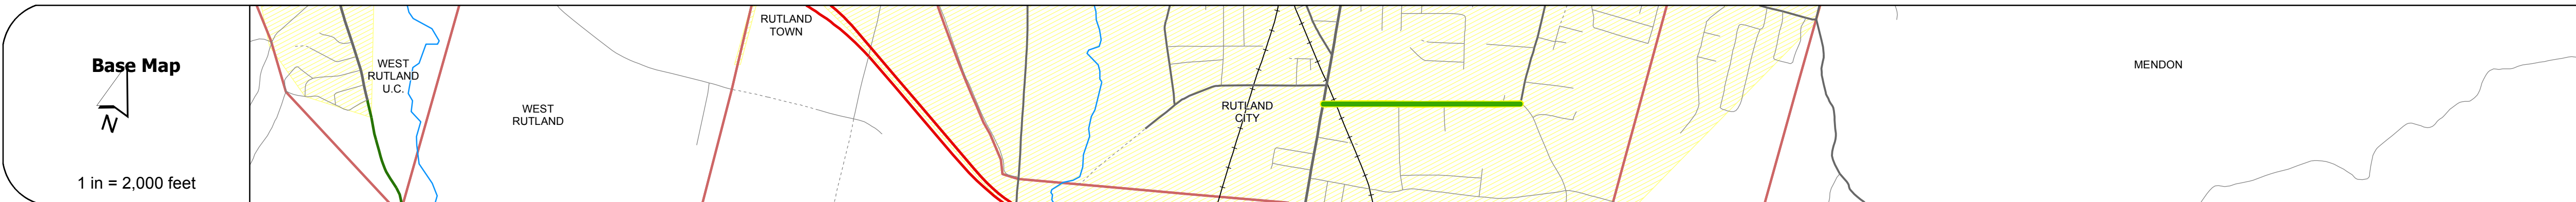 Base Map
N
1 in = 2,000 feet
WEST
RUTLAND
U.C.
WEST
RUTLAND
RUTLAND
TOWN
RUTLAND
CITY
MENDON